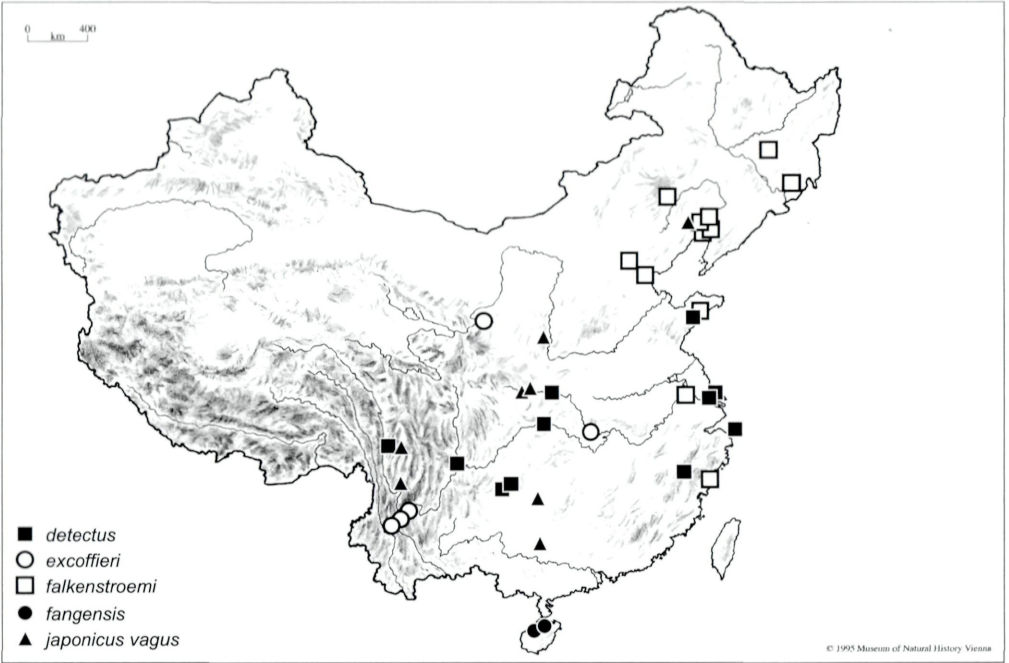 0 400
km
detectus
excoffieri
falkenstroemi
fangensis
japonicus vagus
© 1995 Museum of Natural History Vienna